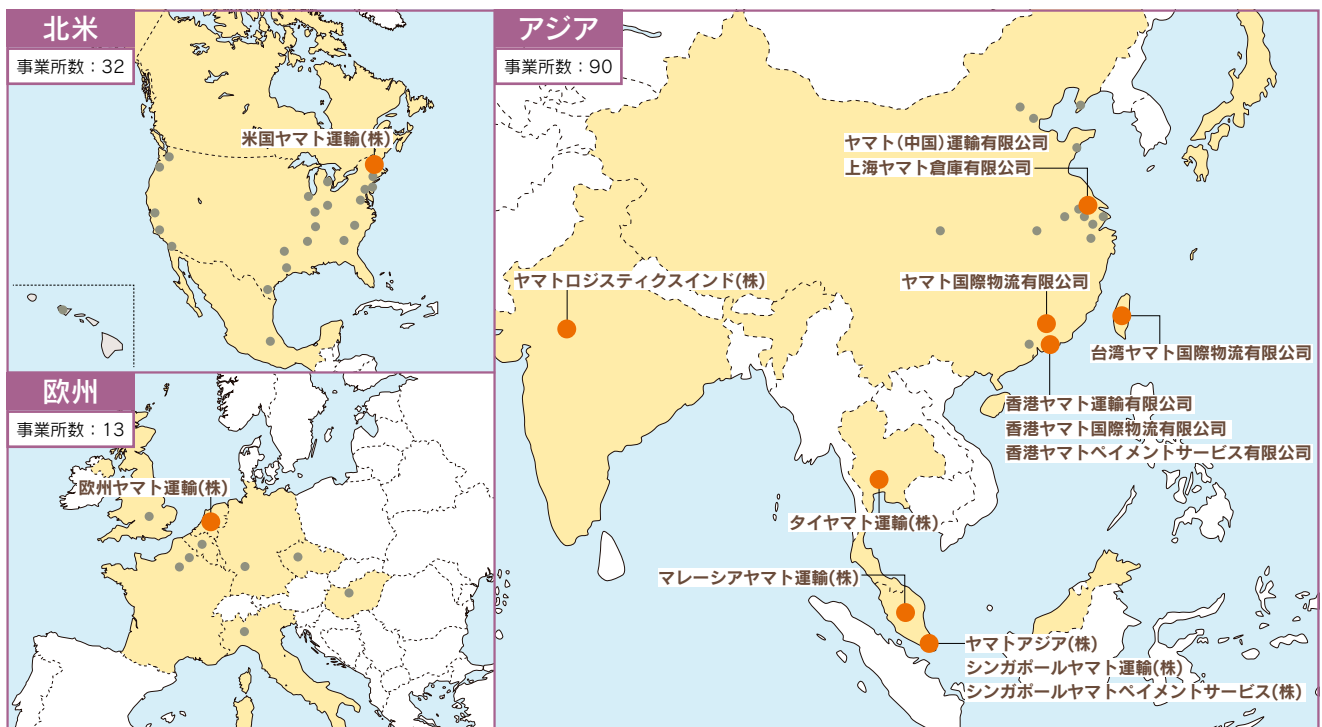 北米
事業所数：32
米国ヤマト運輸(株)
欧州
事業所数：13
欧州ヤマト運輸(株)
アジア
事業所数：90
ヤマト(中国)運輸有限公司
上海ヤマト倉庫有限公司
ヤマトロジスティクスインド(株)
ヤマト国際物流有限公司
台湾ヤマト国際物流有限公司
香港ヤマト運輸有限公司
香港ヤマト国際物流有限公司
香港ヤマトペイメントサービス有限公司
タイヤマト運輸(株)
マレーシアヤマト運輸(株)
ヤマトアジア(株)
シンガポールヤマト運輸(株)
シンガポールヤマトペイメントサービス(株)